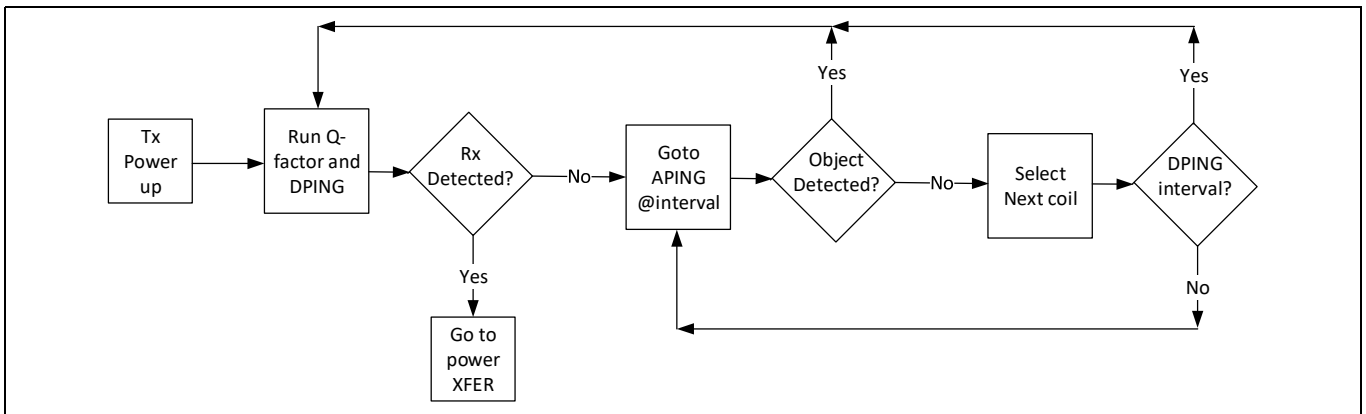 Tx
Power
up
Run Q-
factor and
DPING
Rx
Detected?
No
Yes
Go to
power
XFER
Goto
APING
@interval
Object
Detected?
Yes
No
Select
Next coil
DPING
interval?
Yes
No